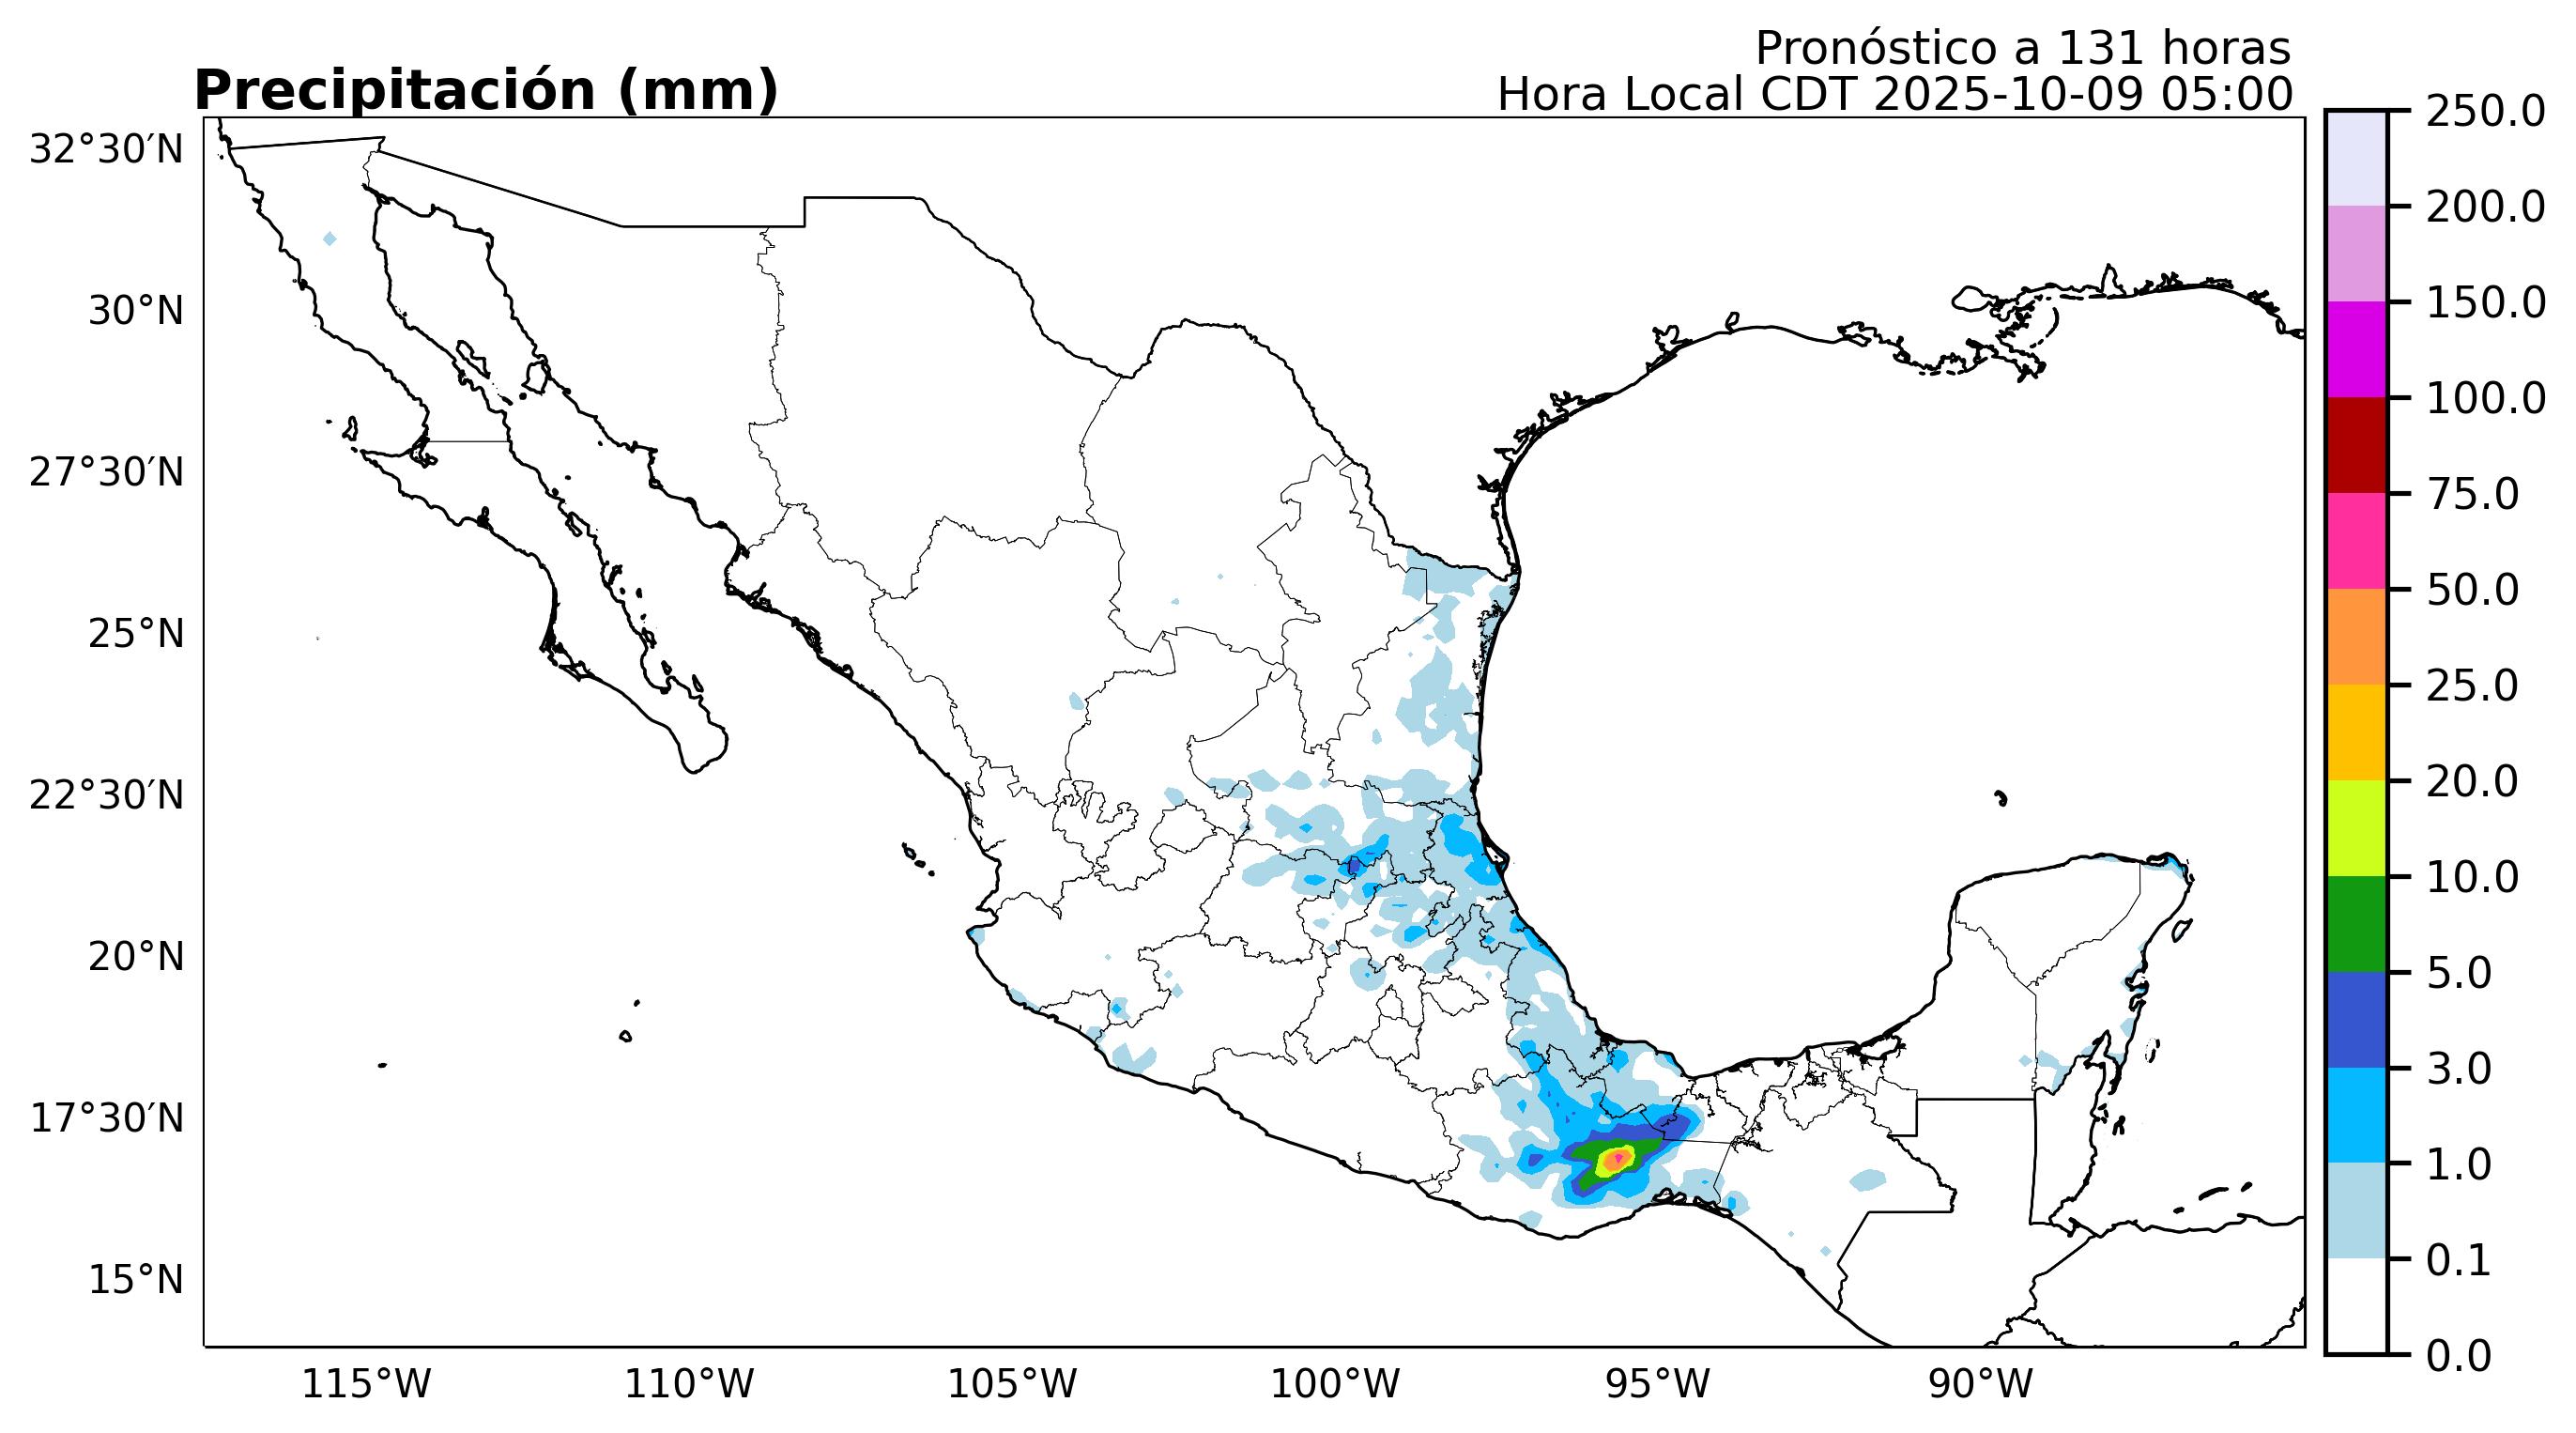 Pronóstico a 131 horas
Precipitación (mm)
Hora Local CDT 2025-10-09 05:00
32°30′N
30°N
27°30′N
25°N
22°30′N
20°N
17°30′N
15°N
115°W
110°W
105°W
100°W
95°W
90°W
250.0
200.0
150.0
100.0
75.0
50.0
25.0
20.0
10.0
5.0
3.0
1.0
0.1
0.0